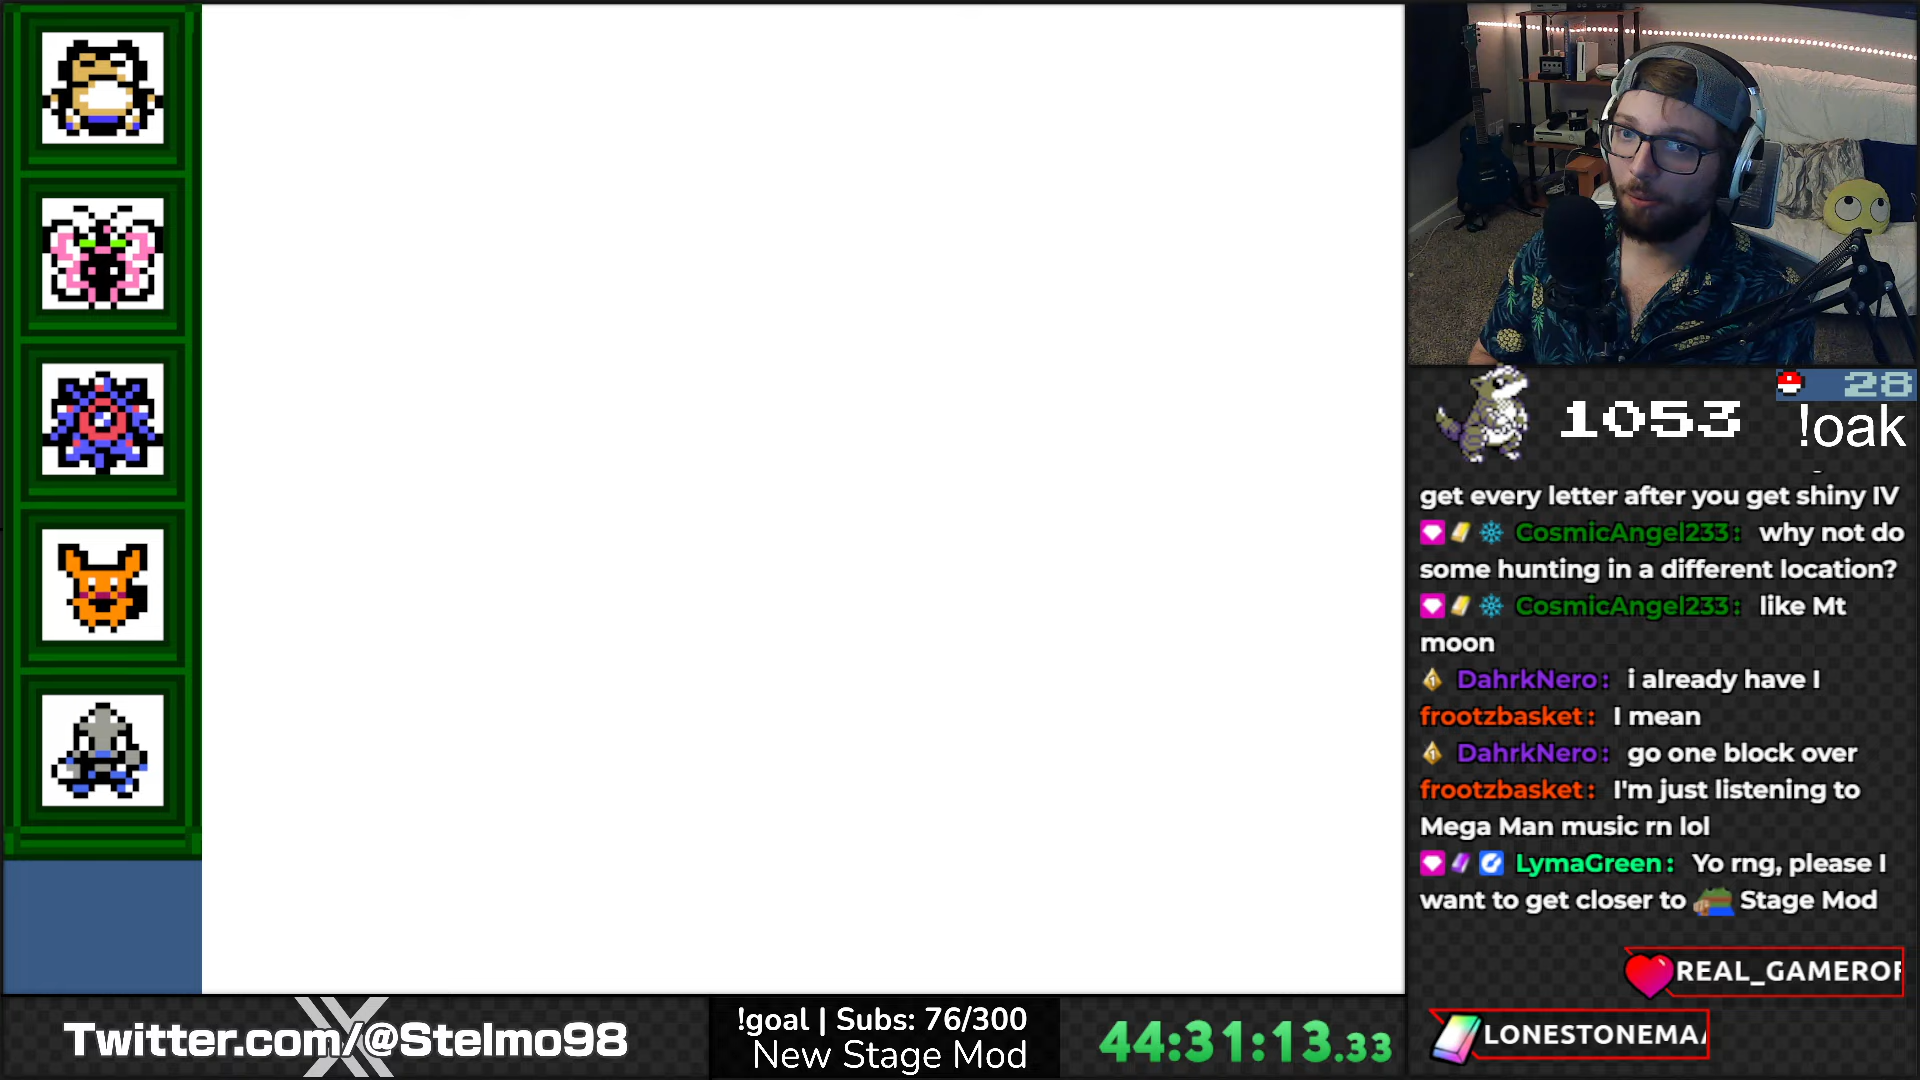 28
1053
!oak
get every letter after you get shiny IV
CosmicAngel233: why not do
some hunting in a different location?
CosmicAngel233: like Mt
moon
DahrkNero: i already have I
frootzbasket: I mean
DahrkNero: go one block over
frootzbasket: I'm just listening to
Mega Man music rn lol
LymaGreen: Yo rng, please I
want to get closer to Stage Mod
REAL_GAMEROF
LONESTONEMA
Twitter.com/@Stelmo98
!goal | Subs: 76/300
New Stage Mod
44:31:13.33